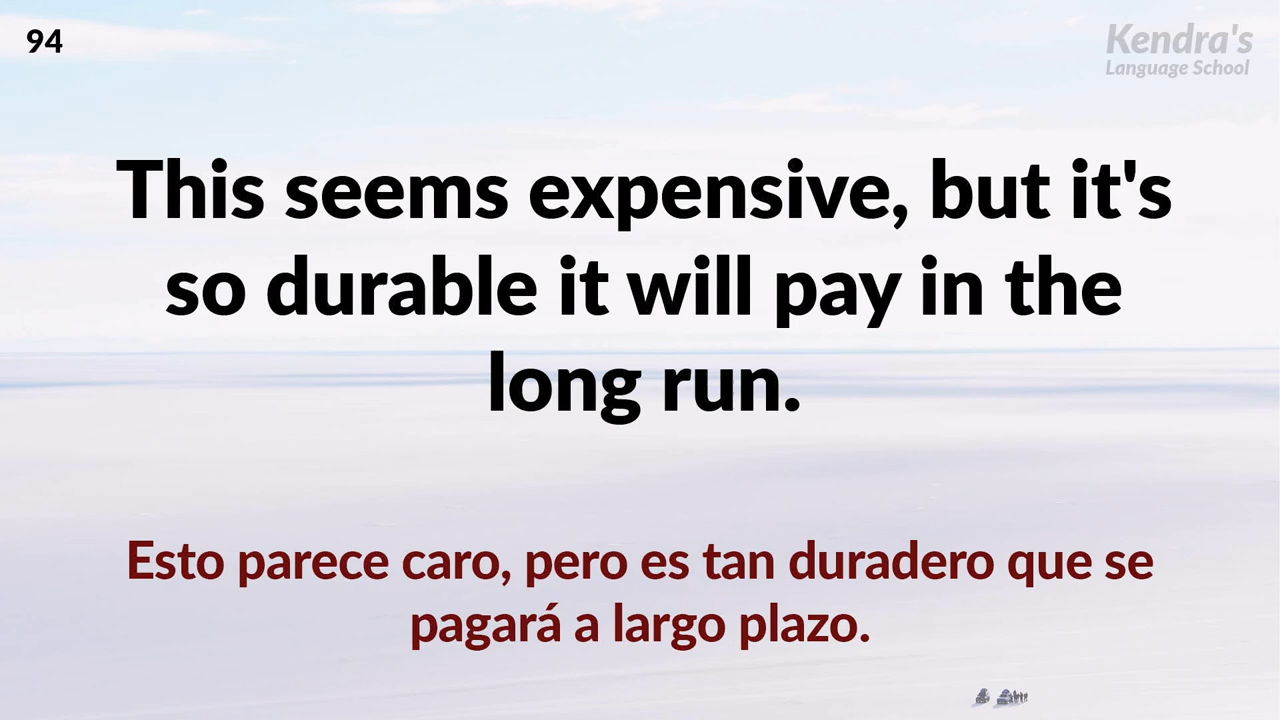 94
Kendra's
Language School
This seems expensive, but it's
so durable it will pay in the
long run.
Esto parece caro, pero es tan duradero que se
pagará a largo plazo.